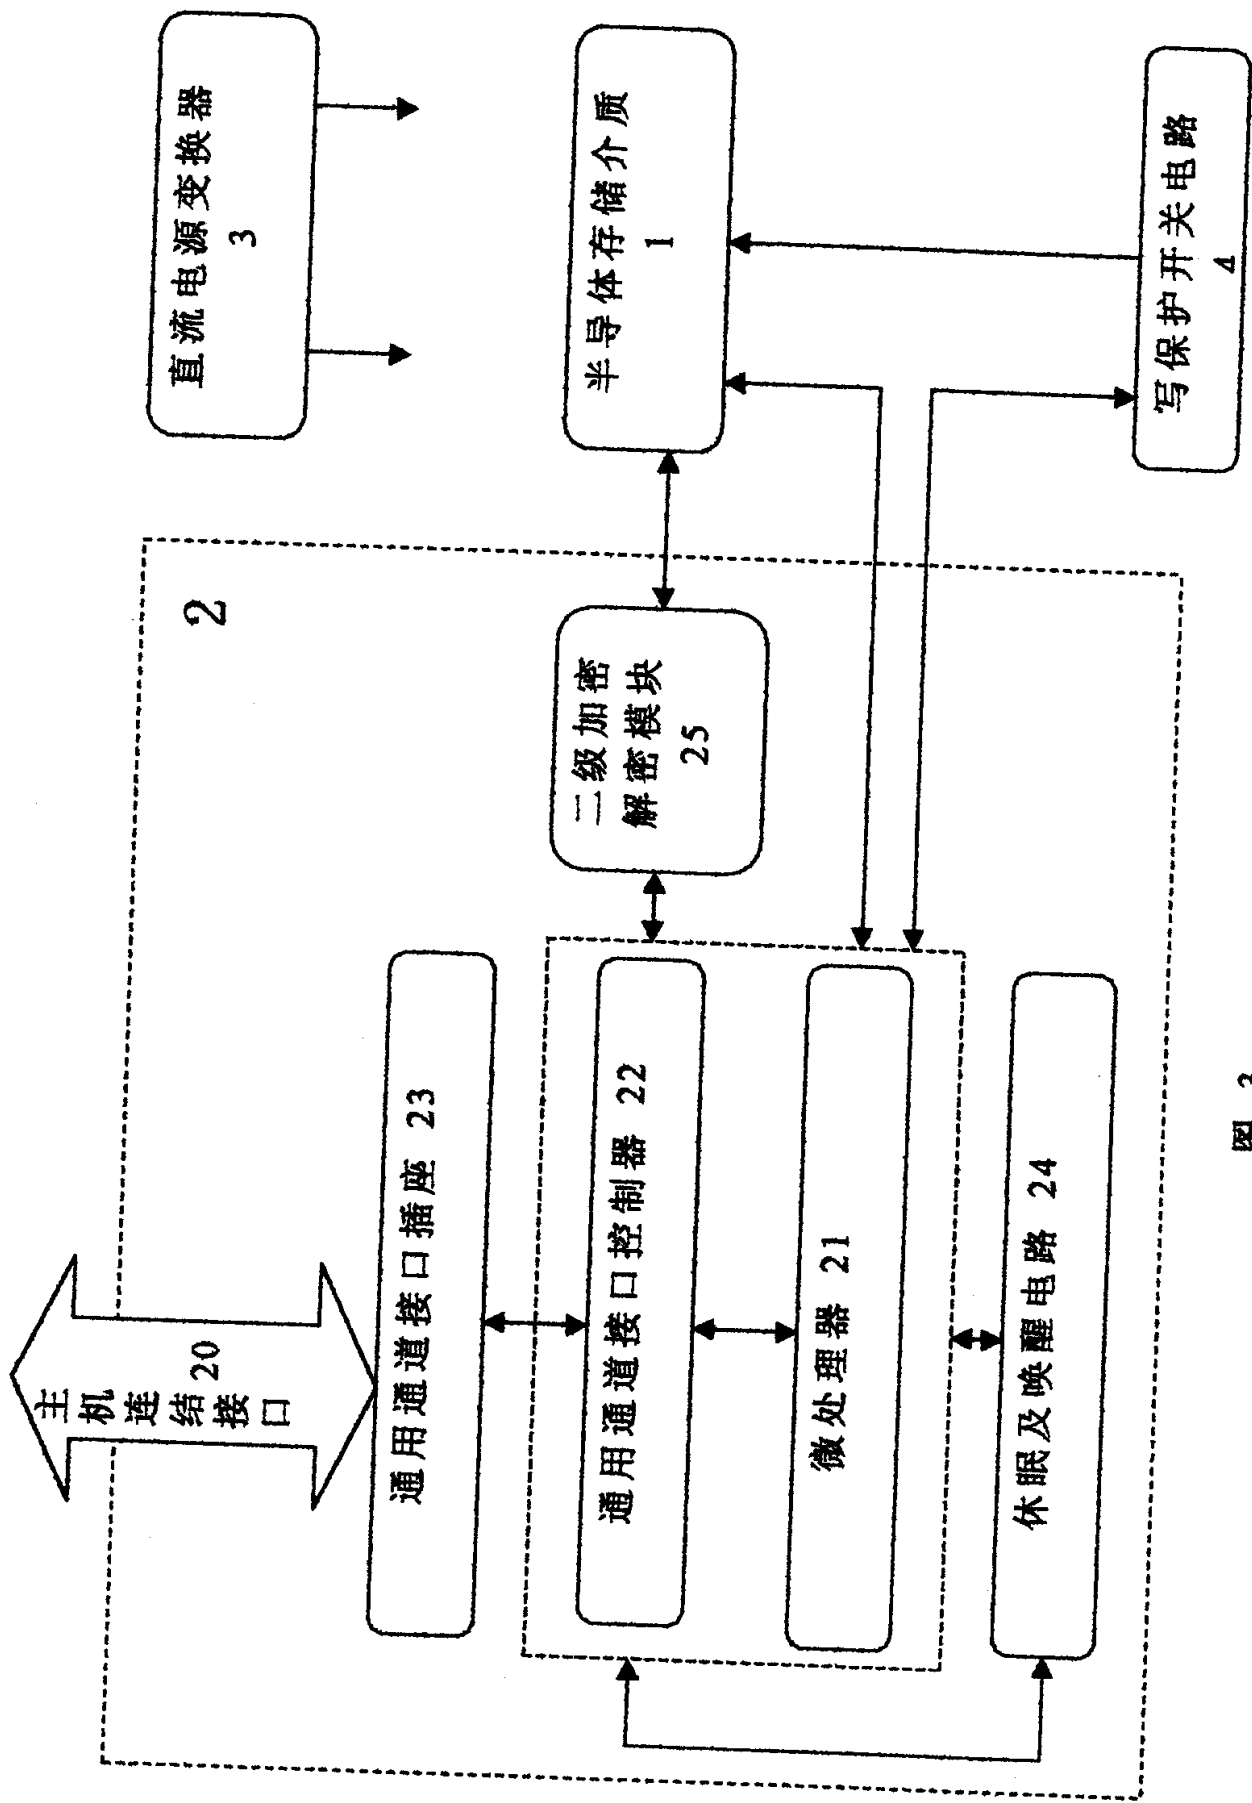 直流电源变换器
3
半导体存储介质
1
写保护开关电路
4
2
二级加密
解密模块
25
主机连结接口
20
通用通道接口插座 23
通用通道接口控制器 22
微处理器 21
休眠及唤醒电路 24
图